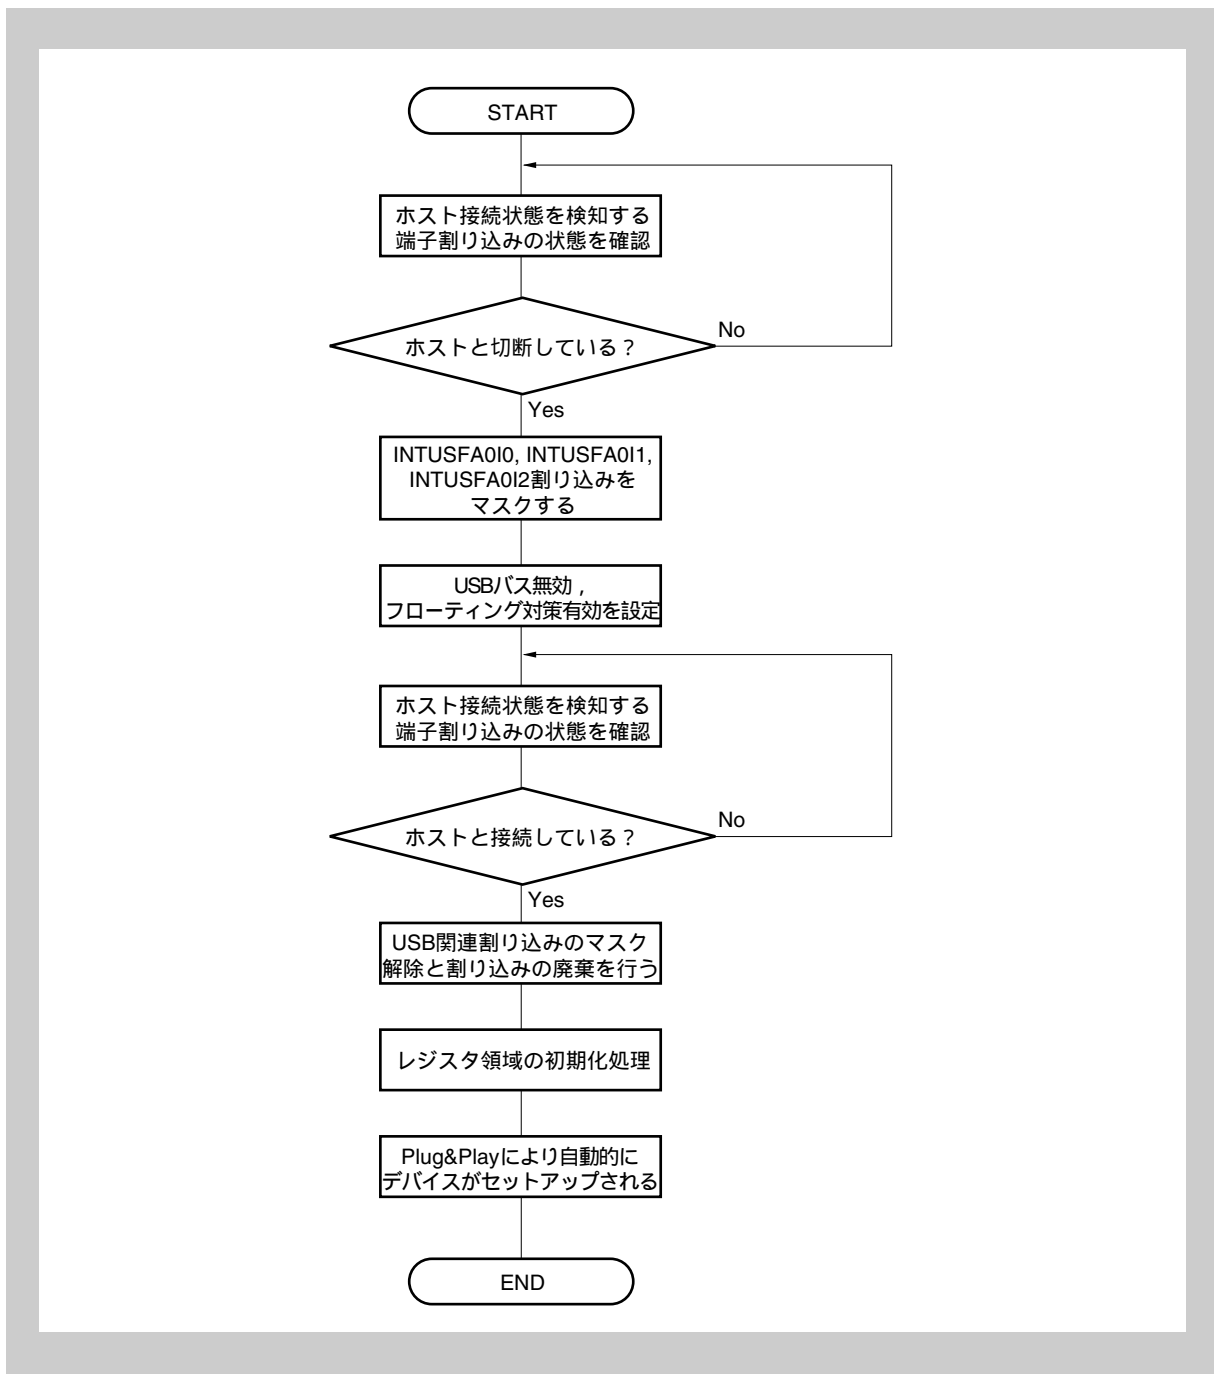 START
ホスト接続状態を検知する
端子割り込みの状態を確認
No
ホストと切断している？
Yes
INTUSFA0I0, INTUSFA0I1,
INTUSFA0I2割り込みを
マスクする
USBバス無効，
フローティング対策有効を設定
ホスト接続状態を検知する
端子割り込みの状態を確認
No
ホストと接続している？
Yes
USB関連割り込みのマスク
解除と割り込みの廃棄を行う
レジスタ領域の初期化処理
Plug&Playにより自動的に
デバイスがセットアップされる
END